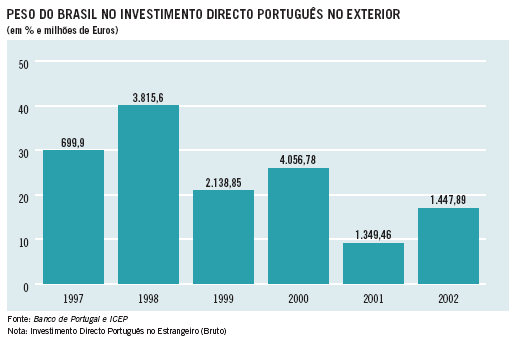 PESO DO BRASIL NO INVESTIMENTO DIRECTO PORTUGUÊS NO EXTERIOR
(em % e milhões de Euros)
50
40
30
20
10
0
699,9
3.815,6
2.138,85
4.056,78
1.349,46
1.447,89
1997 1998 1999 2000 2001 2002
Fonte: Banco de Portugal e ICEP
Nota: Investimento Directo Português no Estrangeiro (Bruto)